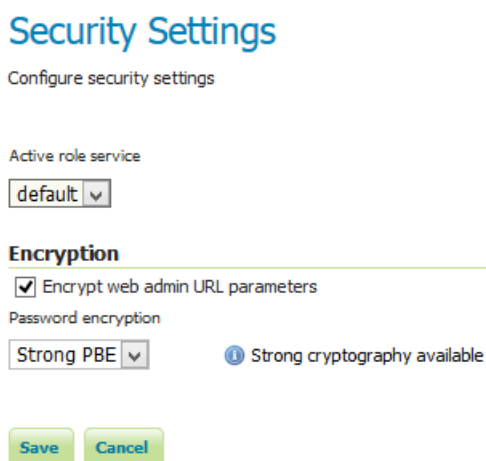 Security Settings
Configure security settings
Active role service
default
Encryption
Encrypt web admin URL parameters
Password encryption
Strong PBE
Strong cryptography available
Save Cancel